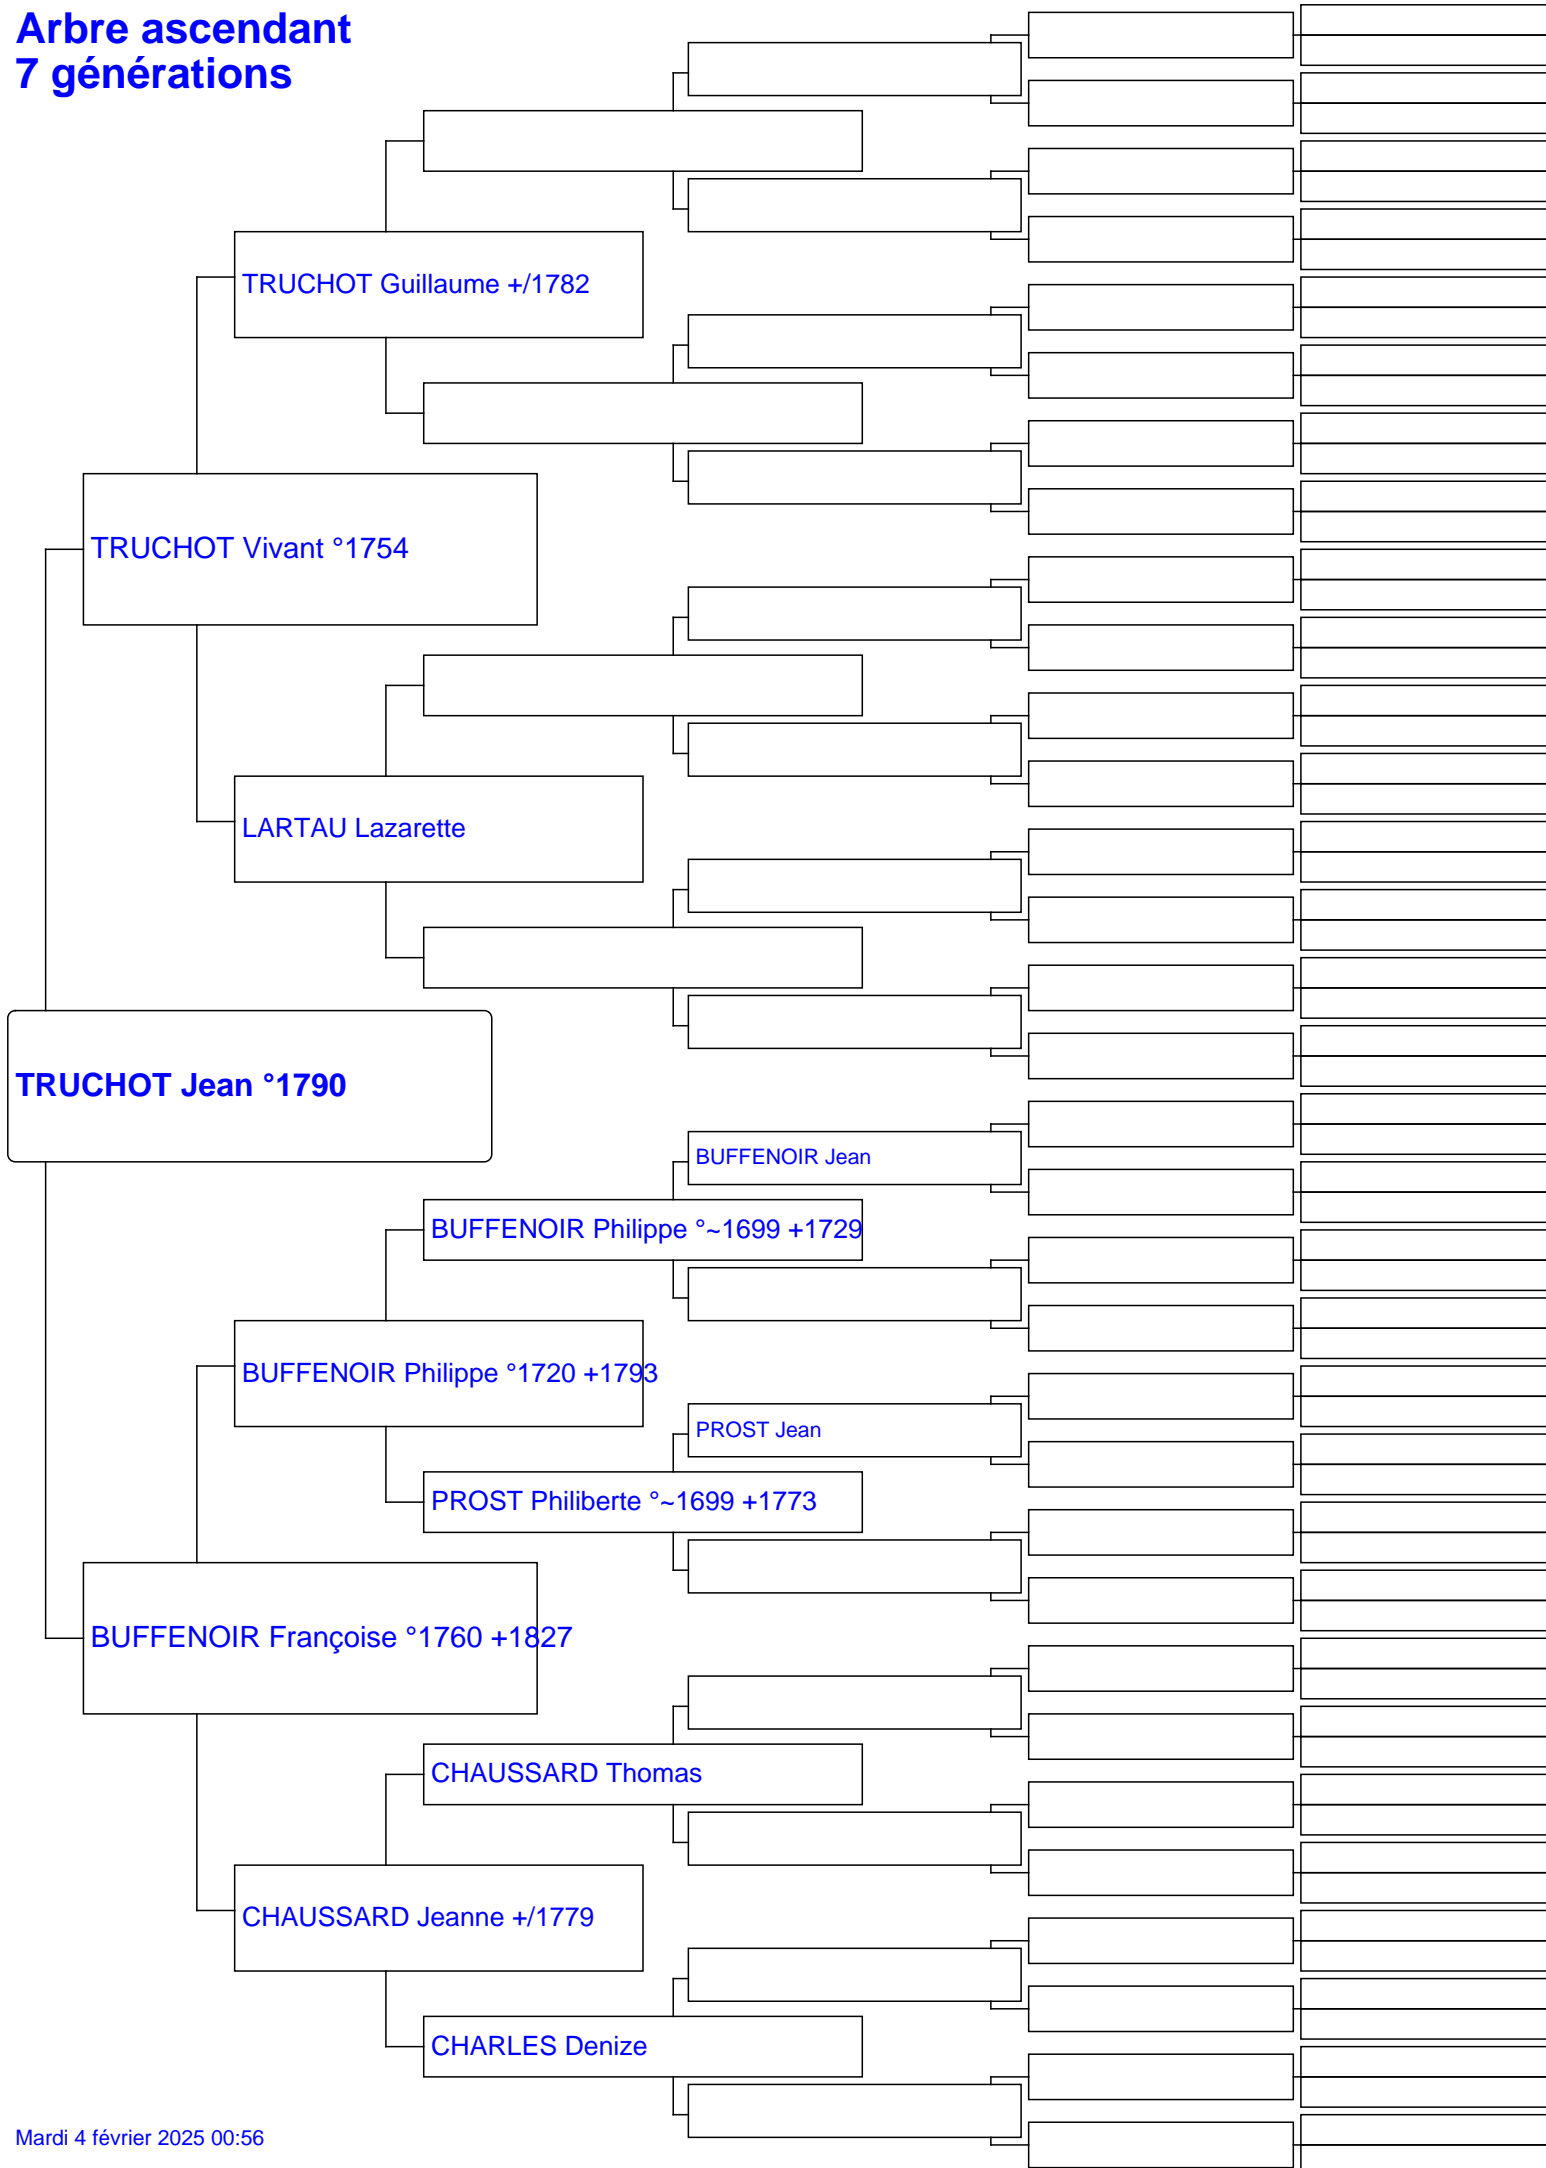 Arbre ascendant
7 générations
TRUCHOT Guillaume +/1782
TRUCHOT Vivant °1754
LARTAU Lazarette
TRUCHOT Jean °1790
BUFFENOIR Jean
BUFFENOIR Philippe °~1699 +1729
BUFFENOIR Philippe °1720 +1793
PROST Jean
PROST Philiberte °~1699 +1773
BUFFENOIR Françoise °1760 +1827
CHAUSSARD Thomas
CHAUSSARD Jeanne +/1779
CHARLES Denize
Mardi 4 février 2025 00:56